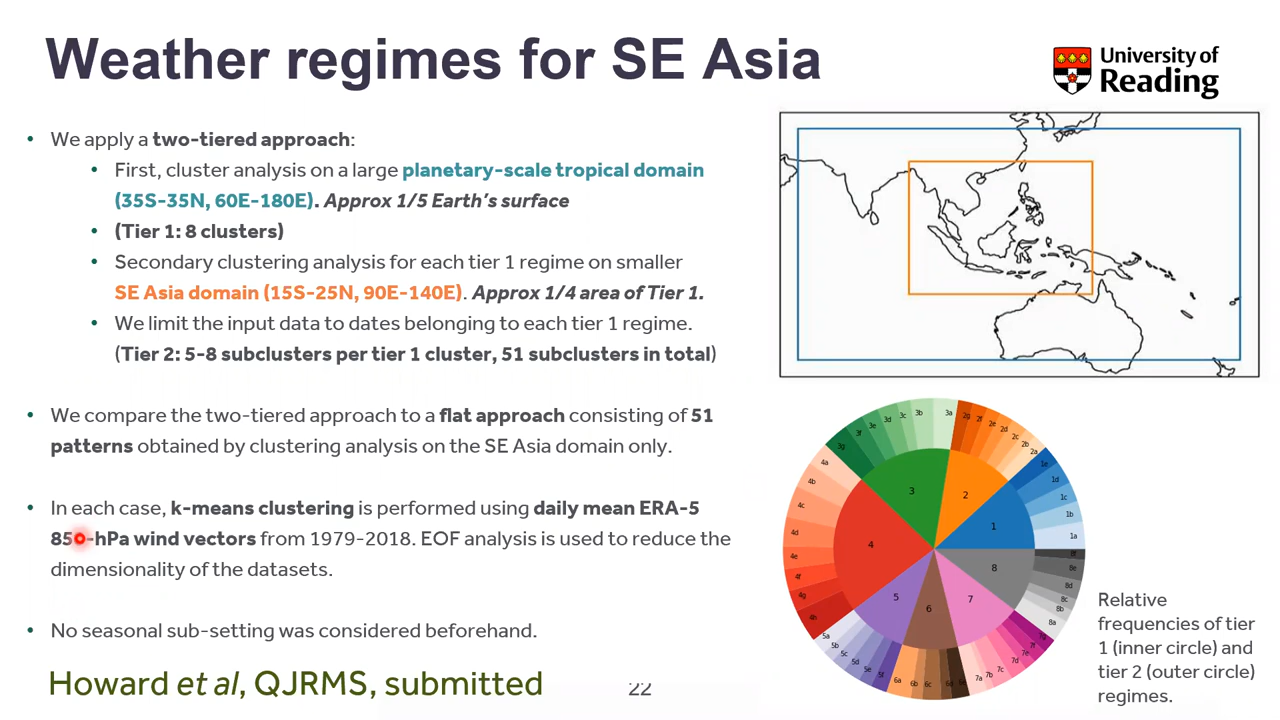 Weather regimes for SE Asia
University of
Reading
• We apply a two-tiered approach:
• First, cluster analysis on a large planetary-scale tropical domain
(35S-35N, 60E-180E). Approx 1/5 Earth's surface
• (Tier 1: 8 clusters)
• Secondary clustering analysis for each tier 1 regime on smaller
SE Asia domain (15S-25N, 90E-140E). Approx 1/4 area of Tier 1.
• We limit the input data to dates belonging to each tier 1 regime.
(Tier 2: 5-8 subclusters per tier 1 cluster, 51 subclusters in total)
• We compare the two-tiered approach to a flat approach consisting of 51
patterns obtained by clustering analysis on the SE Asia domain only.
• In each case, k-means clustering is performed using daily mean ERA-5
850-hPa wind vectors from 1979-2018. EOF analysis is used to reduce the
dimensionality of the datasets.
• No seasonal sub-setting was considered beforehand.
Howard et al, QJRMS, submitted
22
1
2
3
4
5
6
7
8
1a
1b
1c
1d
1e
2a
2b
2c
2d
2e
2f
2g
3a
3b
3c
3d
3e
3f
3g
4a
4b
4c
4d
4e
4f
4g
4h
5a
5b
5c
5d
5e
5f
6a
6b
6c
6d
6e
7a
7b
7c
7d
7e
7f
7g
8a
8b
8c
8d
8e
8f
Relative
frequencies of tier
1 (inner circle) and
tier 2 (outer circle)
regimes.